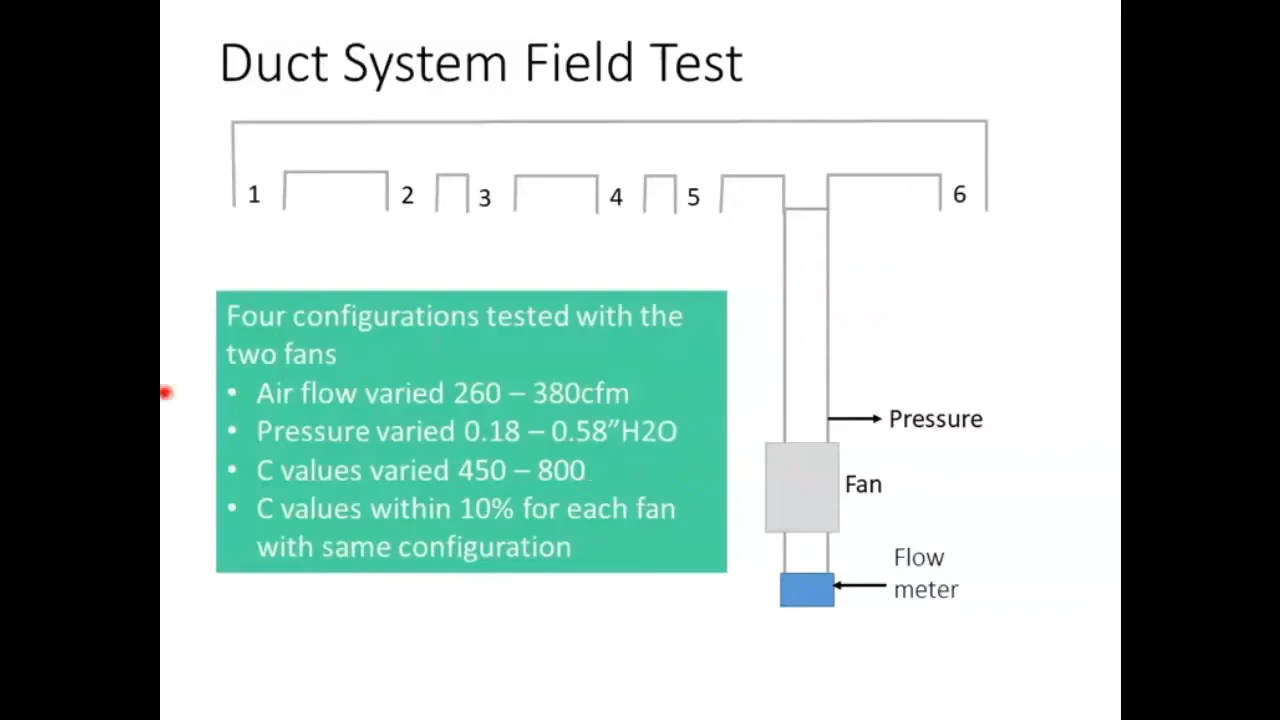 Duct System Field Test
1
2
3
4
5
6
Four configurations tested with the
two fans
• Air flow varied 260 – 380cfm
• Pressure varied 0.18 – 0.58”H2O
• C values varied 450 – 800
• C values within 10% for each fan
with same configuration
Pressure
Fan
Flow
meter